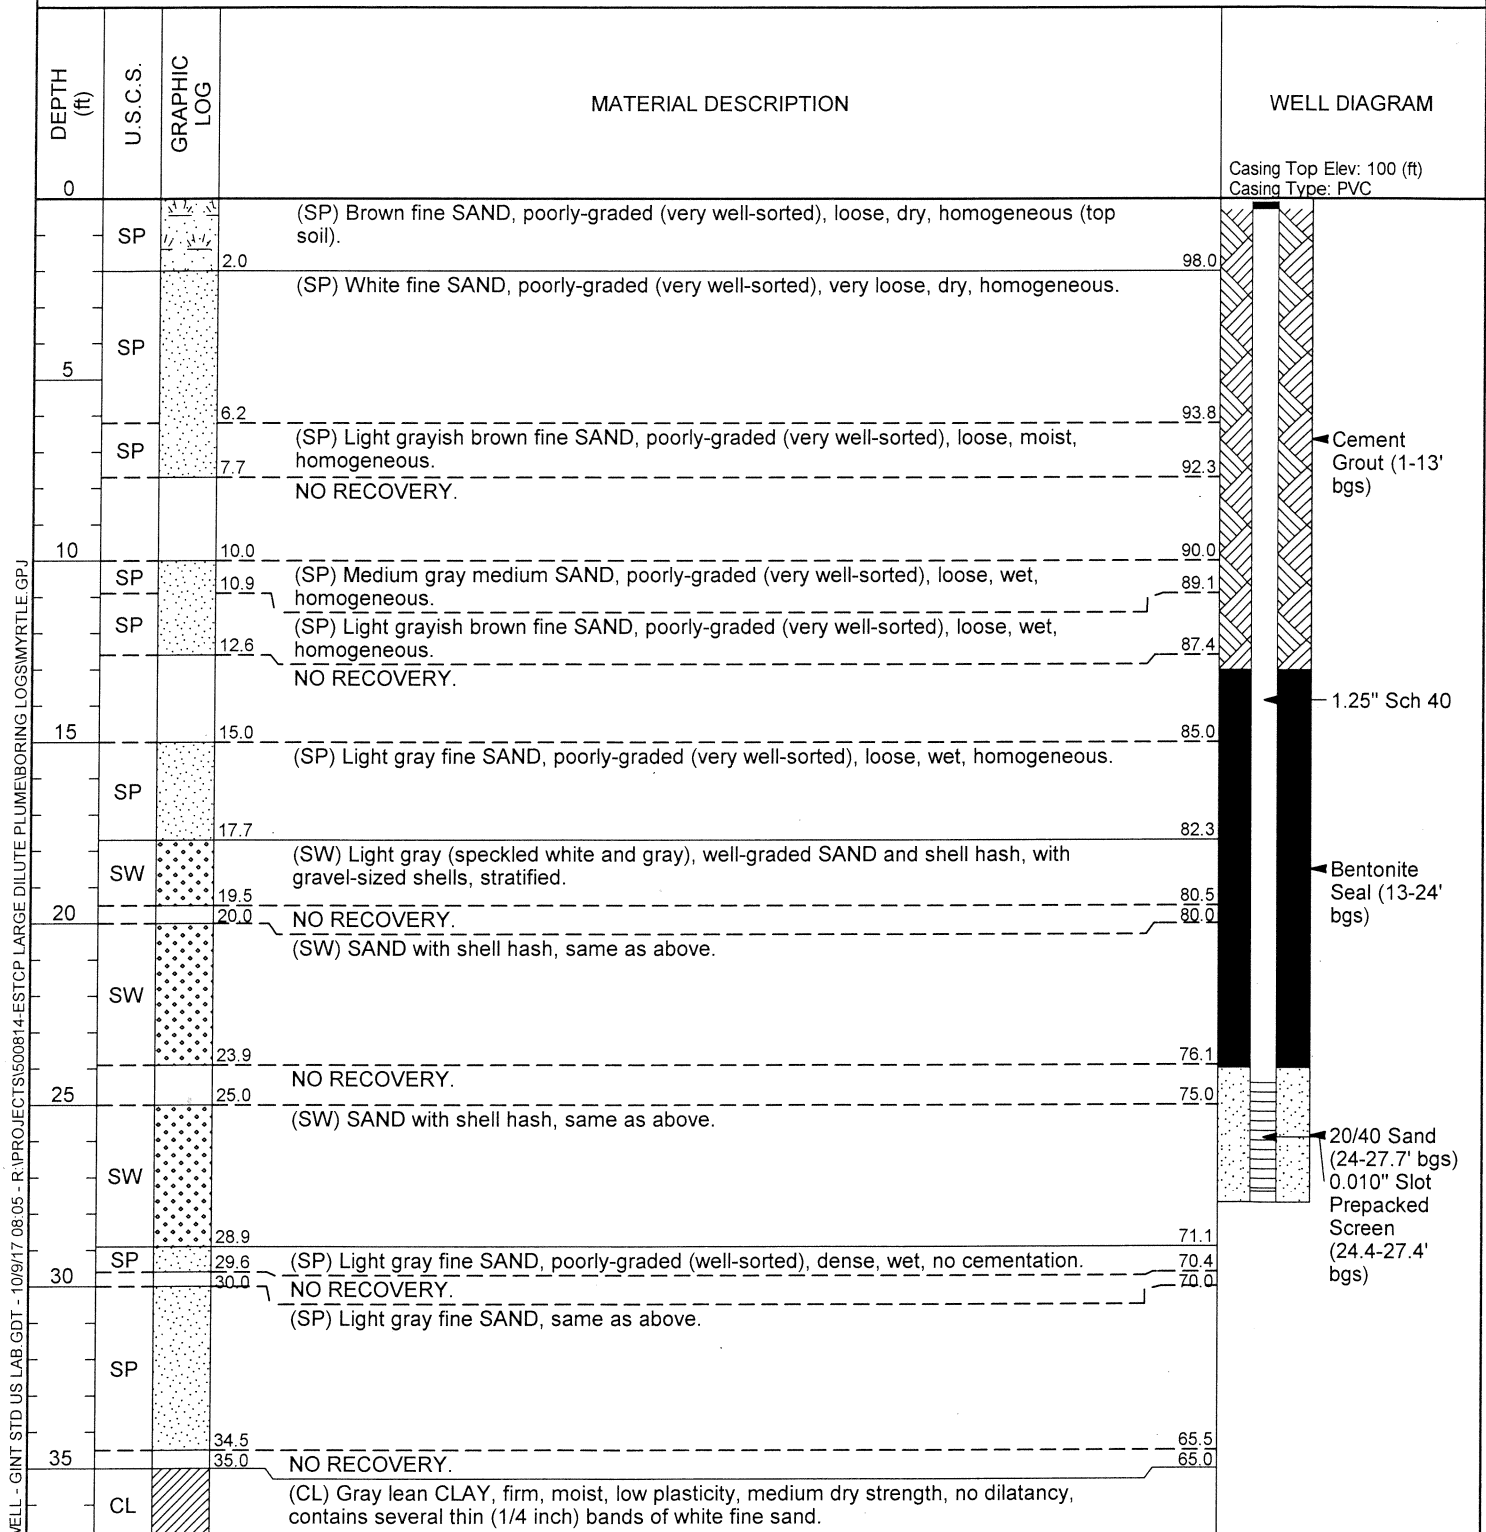 DEPTH
(ft)
U.S.C.S.
GRAPHIC
LOG
MATERIAL DESCRIPTION
WELL DIAGRAM
Casing Top Elev: 100 (ft)
Casing Type: PVC
0
SP
(SP) Brown fine SAND, poorly-graded (very well-sorted), loose, dry, homogeneous (top
soil).
2.0
98.0
SP
(SP) White fine SAND, poorly-graded (very well-sorted), very loose, dry, homogeneous.
5
6.2
93.8
SP
(SP) Light grayish brown fine SAND, poorly-graded (very well-sorted), loose, moist,
homogeneous.
7.7
92.3
Cement
Grout (1-13'
bgs)
NO RECOVERY.
10
10.0
90.0
SP
(SP) Medium gray medium SAND, poorly-graded (very well-sorted), loose, wet,
homogeneous.
10.9
89.1
SP
(SP) Light grayish brown fine SAND, poorly-graded (very well-sorted), loose, wet,
homogeneous.
12.6
87.4
NO RECOVERY.
1.25" Sch 40
15
15.0
85.0
SP
(SP) Light gray fine SAND, poorly-graded (very well-sorted), loose, wet, homogeneous.
17.7
82.3
SW
(SW) Light gray (speckled white and gray), well-graded SAND and shell hash, with
gravel-sized shells, stratified.
19.5
80.5
Bentonite
Seal (13-24'
bgs)
20
20.0
NO RECOVERY.
80.0
(SW) SAND with shell hash, same as above.
SW
23.9
76.1
NO RECOVERY.
25
25.0
75.0
(SW) SAND with shell hash, same as above.
SW
20/40 Sand
(24-27.7' bgs)
0.010" Slot
Prepacked
Screen
(24.4-27.4'
bgs)
28.9
71.1
SP
(SP) Light gray fine SAND, poorly-graded (well-sorted), dense, wet, no cementation.
29.6
70.4
30
30.0
NO RECOVERY.
70.0
(SP) Light gray fine SAND, same as above.
SP
34.5
65.5
35
35.0
NO RECOVERY.
65.0
CL
(CL) Gray lean CLAY, firm, moist, low plasticity, medium dry strength, no dilatancy,
contains several thin (1/4 inch) bands of white fine sand.
WELL - GINT STD US LAB.GDT - 10/9/17 08:05 - R:\PROJECTS\500814-ESTCP LARGE DILUTE PLUME\BORING LOGS\MYRTLE.GPJ